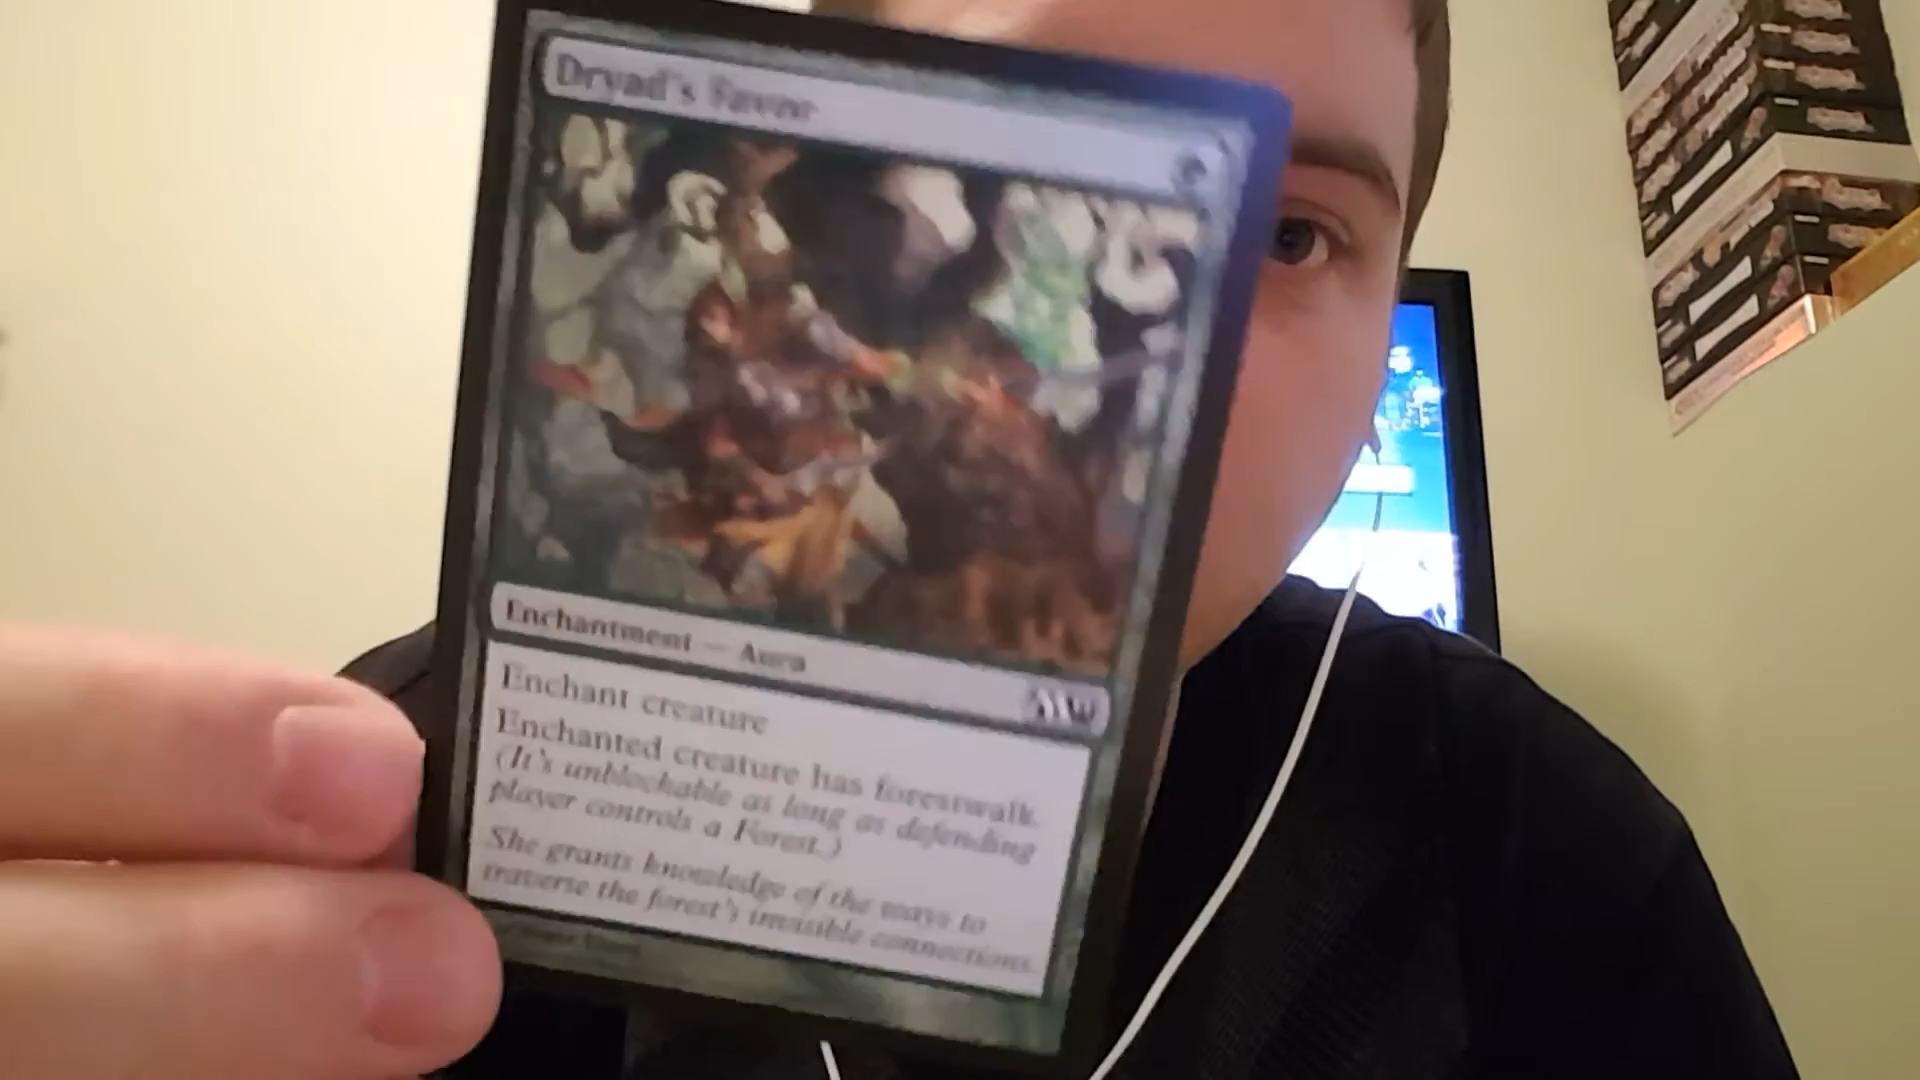 Dryad's Favor
Enchantment — Aura
Enchant creature
Enchanted creature has forestwalk.
(It's unblockable as long as defending
player controls a Forest.)
She grants knowledge of the ways to
traverse the forest's invisible connections.